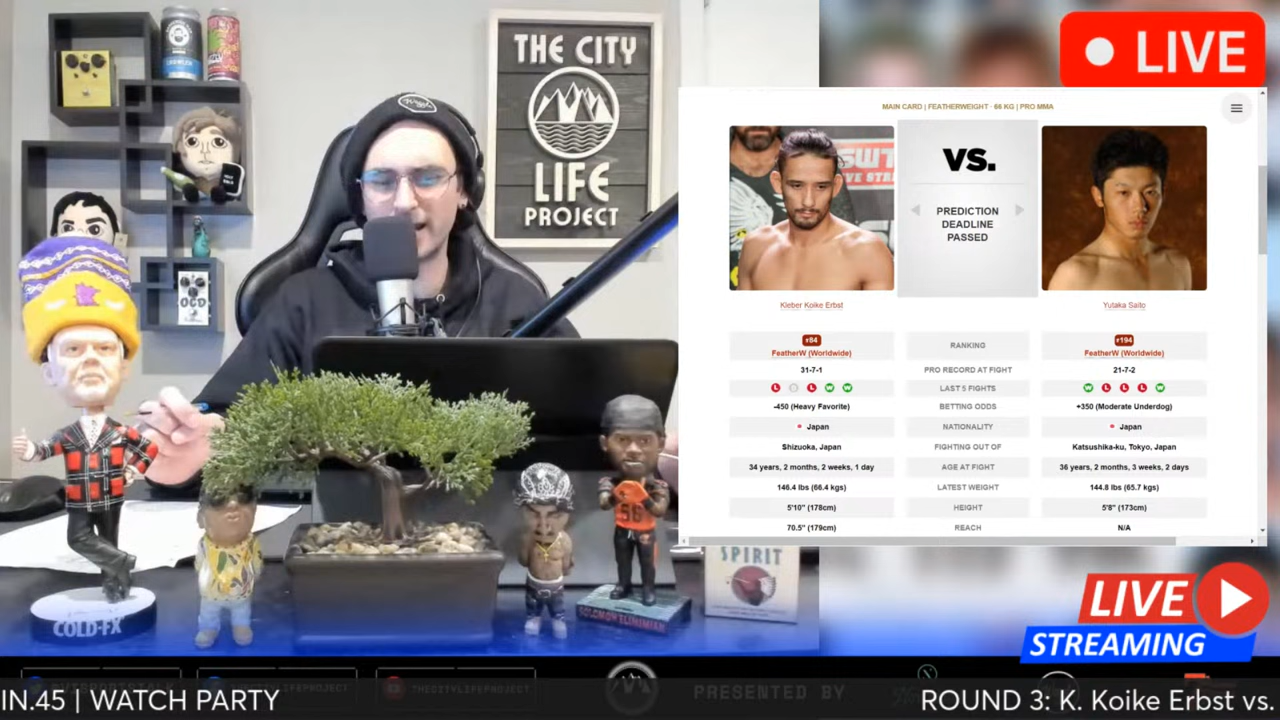 THE CITY
LIFE
PROJECT
LIVE
MAIN CARD | FEATHERWEIGHT · 66 KG | PRO MMA
VS.
PREDICTION
DEADLINE
PASSED
Kleber Koike Erbst
Yutaka Saito
#84
FeatherW (Worldwide)
RANKING
#194
FeatherW (Worldwide)
31-7-1
PRO RECORD AT FIGHT
21-7-2
L
L
W
W
LAST 5 FIGHTS
W
L
L
L
W
-450 (Heavy Favorite)
BETTING ODDS
+350 (Moderate Underdog)
Japan
NATIONALITY
Japan
Shizuoka, Japan
FIGHTING OUT OF
Katsushika-ku, Tokyo, Japan
34 years, 2 months, 2 weeks, 1 day
AGE AT FIGHT
36 years, 2 months, 3 weeks, 2 days
146.4 lbs (66.4 kgs)
LATEST WEIGHT
144.8 lbs (65.7 kgs)
5'10" (178cm)
HEIGHT
5'8" (173cm)
70.5" (179cm)
REACH
N/A
OCD
COLD-FX
56
SOLOMON ELIMIMIAN
SPIRIT
LIVE
STREAMING
THECITYLIFEPROJECT
PRESENTED BY
IN.45 | WATCH PARTY
ROUND 3: K. Koike Erbst vs.